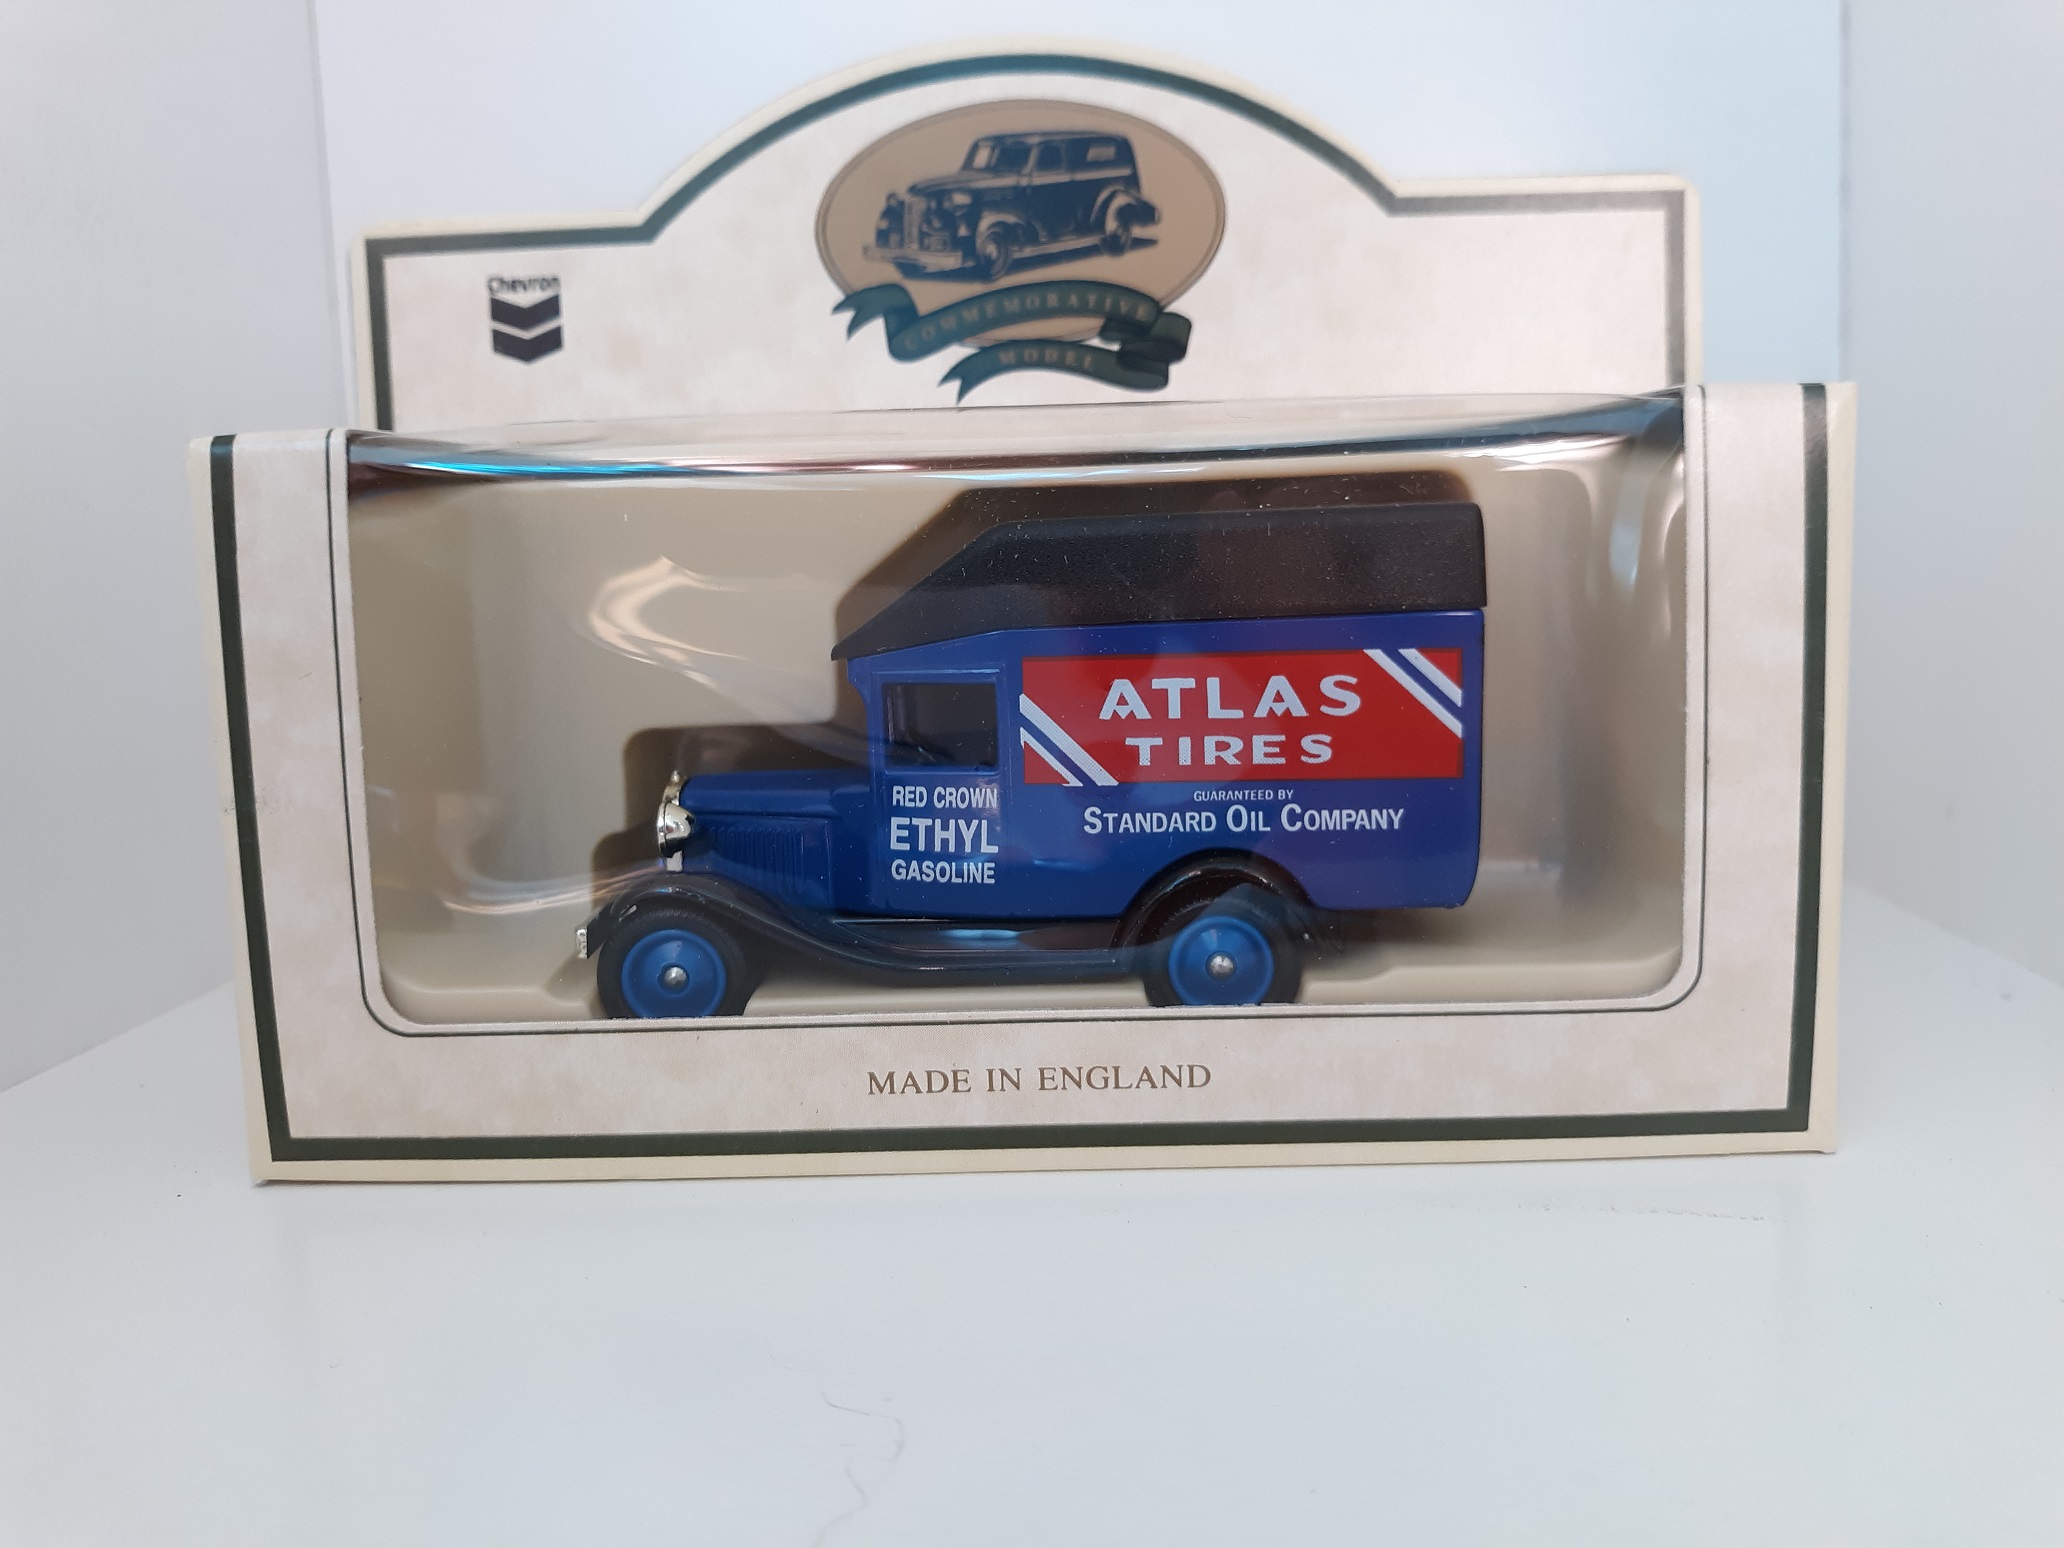 Chevron
COMMEMORATIVE
MODEL
ATLAS
TIRES
GUARANTEED BY
STANDARD OIL COMPANY
RED CROWN
ETHYL
GASOLINE
MADE IN ENGLAND